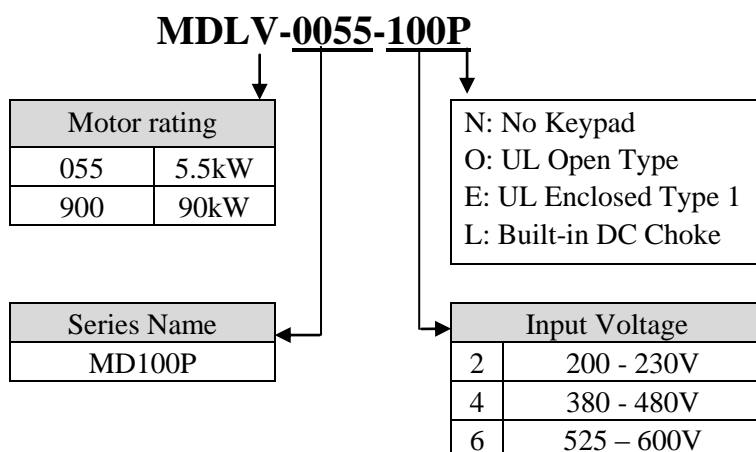 MDLV-0055-100P
Motor rating
055 5.5kW
900 90kW
N: No Keypad
O: UL Open Type
E: UL Enclosed Type 1
L: Built-in DC Choke
Series Name
MD100P
Input Voltage
2 200 - 230V
4 380 - 480V
6 525 – 600V